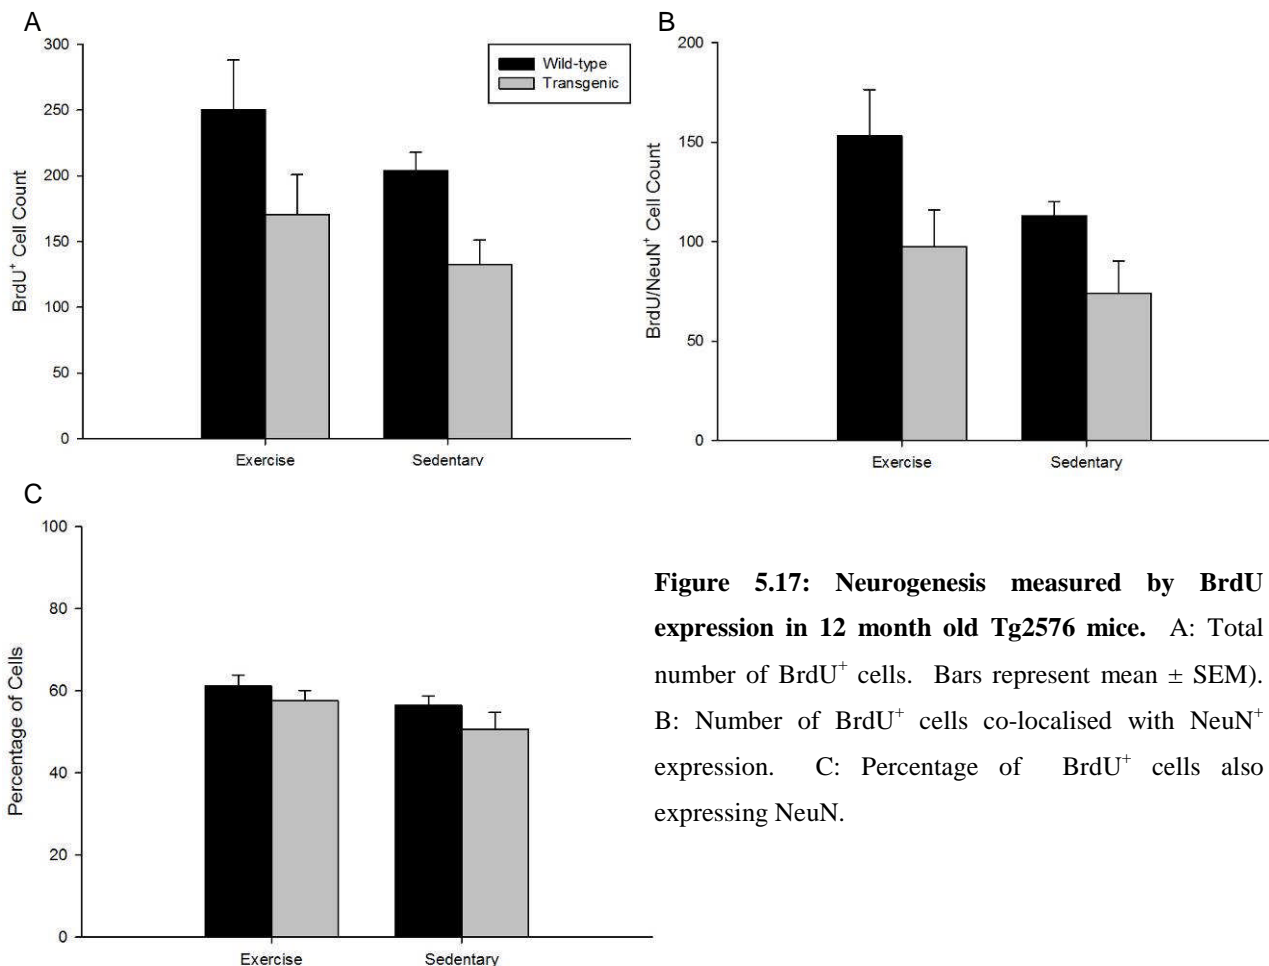 A
300
250
200
150
100
50
0
BrdU⁺ Cell Count
Wild-type
Transgenic
Exercise
Sedentary
B
200
150
100
50
0
BrdU/NeuN⁺ Cell Count
Exercise
Sedentary
C
100
80
60
40
20
0
Percentage of Cells
Exercise
Sedentary
Figure 5.17: Neurogenesis measured by BrdU
expression in 12 month old Tg2576 mice. A: Total
number of BrdU⁺ cells. Bars represent mean ± SEM).
B: Number of BrdU⁺ cells co-localised with NeuN⁺
expression. C: Percentage of BrdU⁺ cells also
expressing NeuN.